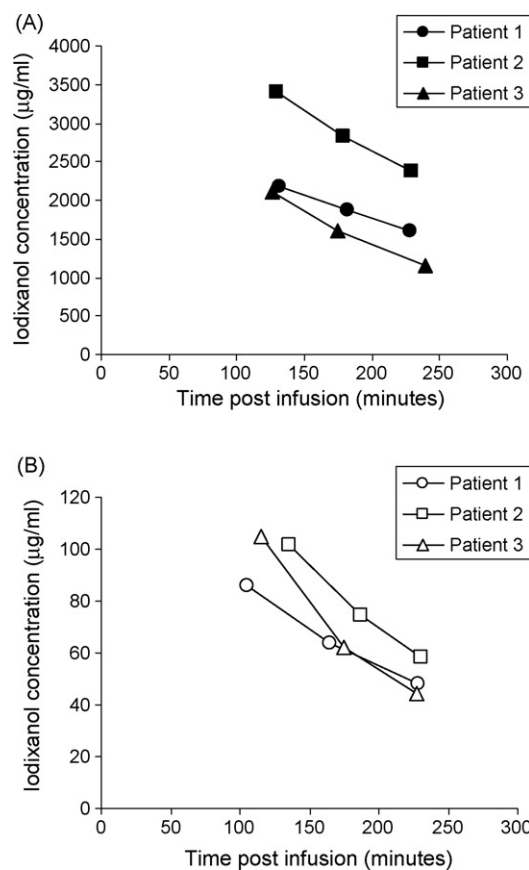 (A)
Patient 1
Patient 2
Patient 3
Iodixanol concentration (μg/ml)
4000
3500
3000
2500
2000
1500
1000
500
0
0 50 100 150 200 250 300
Time post infusion (minutes)
(B)
Patient 1
Patient 2
Patient 3
Iodixanol concentration (μg/ml)
120
100
80
60
40
20
0
0 50 100 150 200 250 300
Time post infusion (minutes)